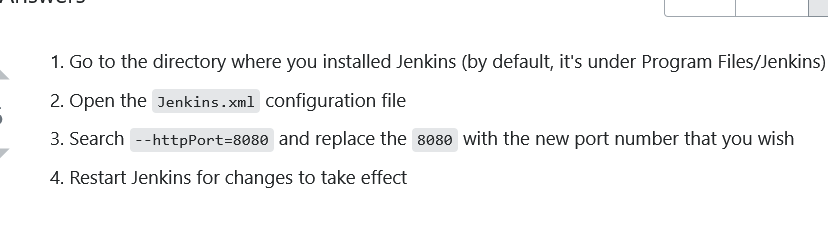 1. Go to the directory where you installed Jenkins (by default, it's under Program Files/Jenkins)
2. Open the Jenkins.xml configuration file
3. Search --httpPort=8080 and replace the 8080 with the new port number that you wish
4. Restart Jenkins for changes to take effect